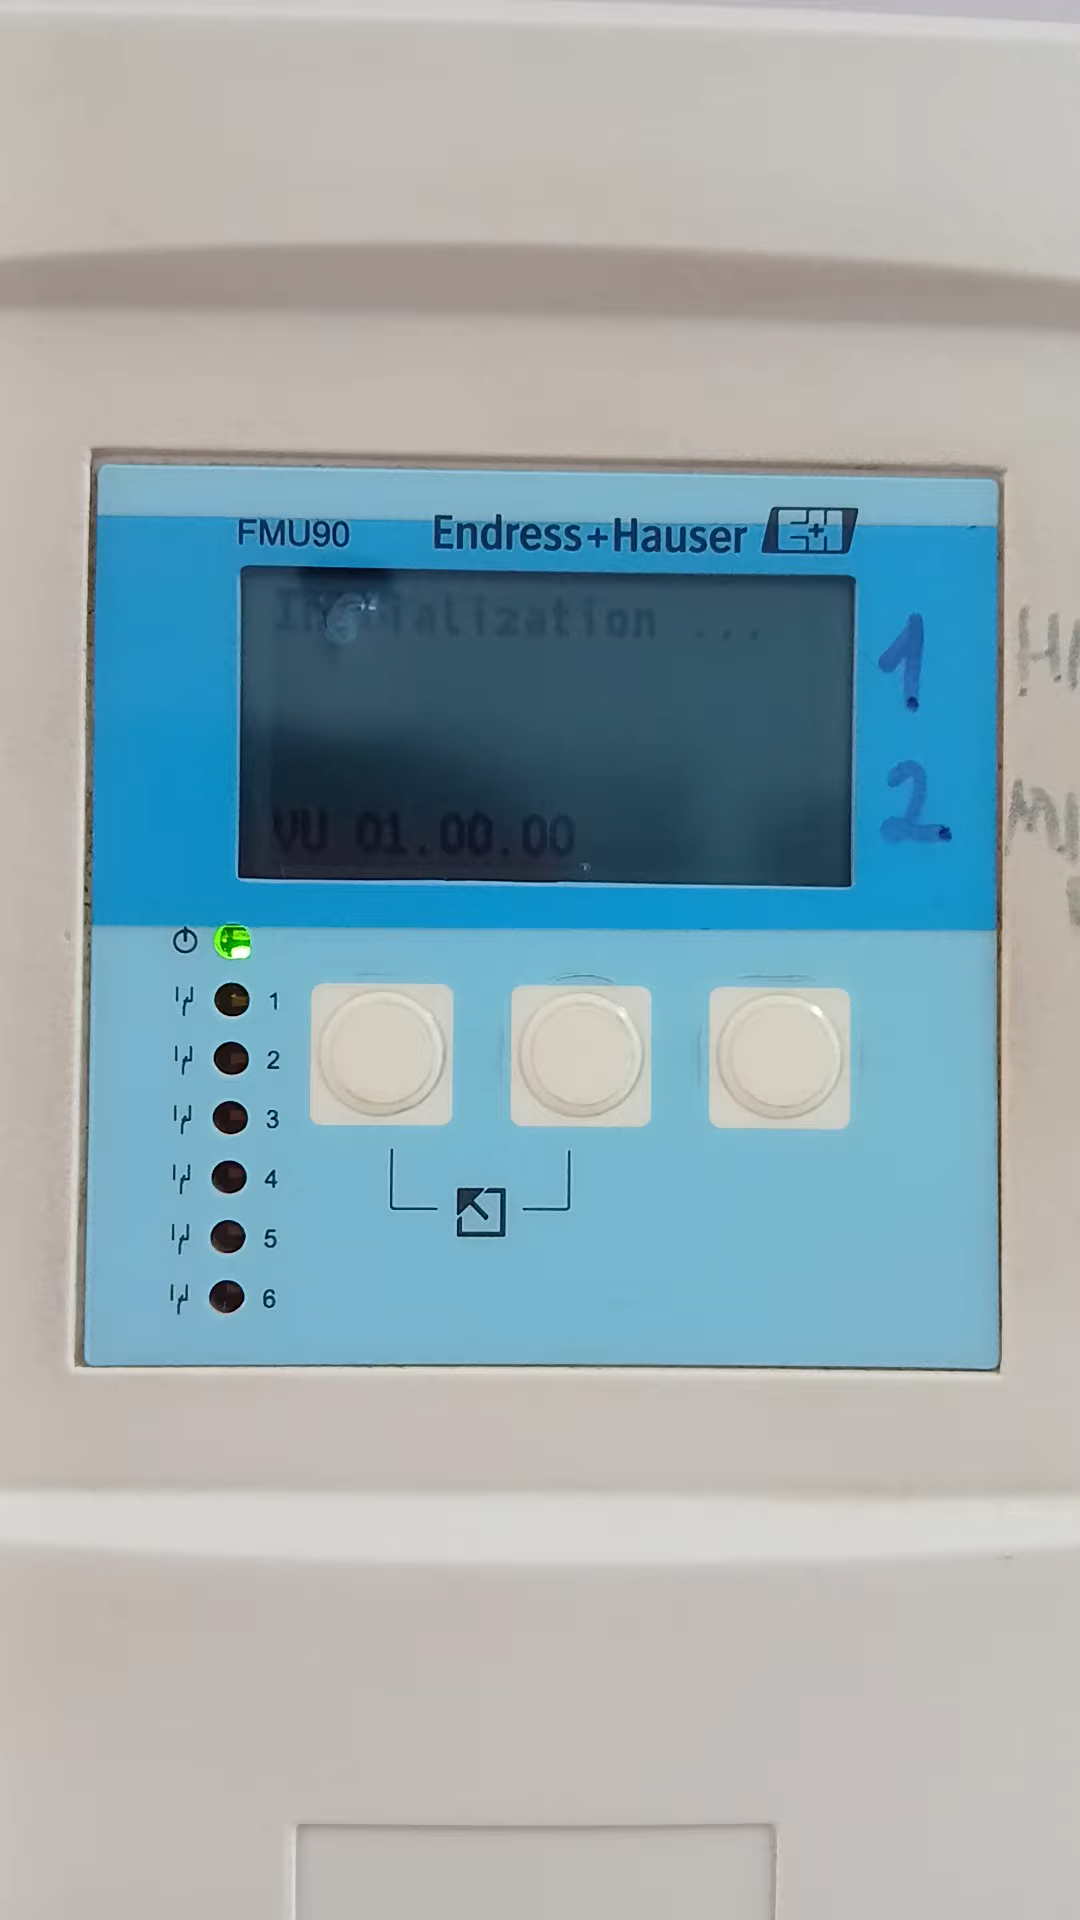 FMU90 Endress+Hauser
Initialization ...
VU 01.00.00
1
2
1
2
3
4
5
6